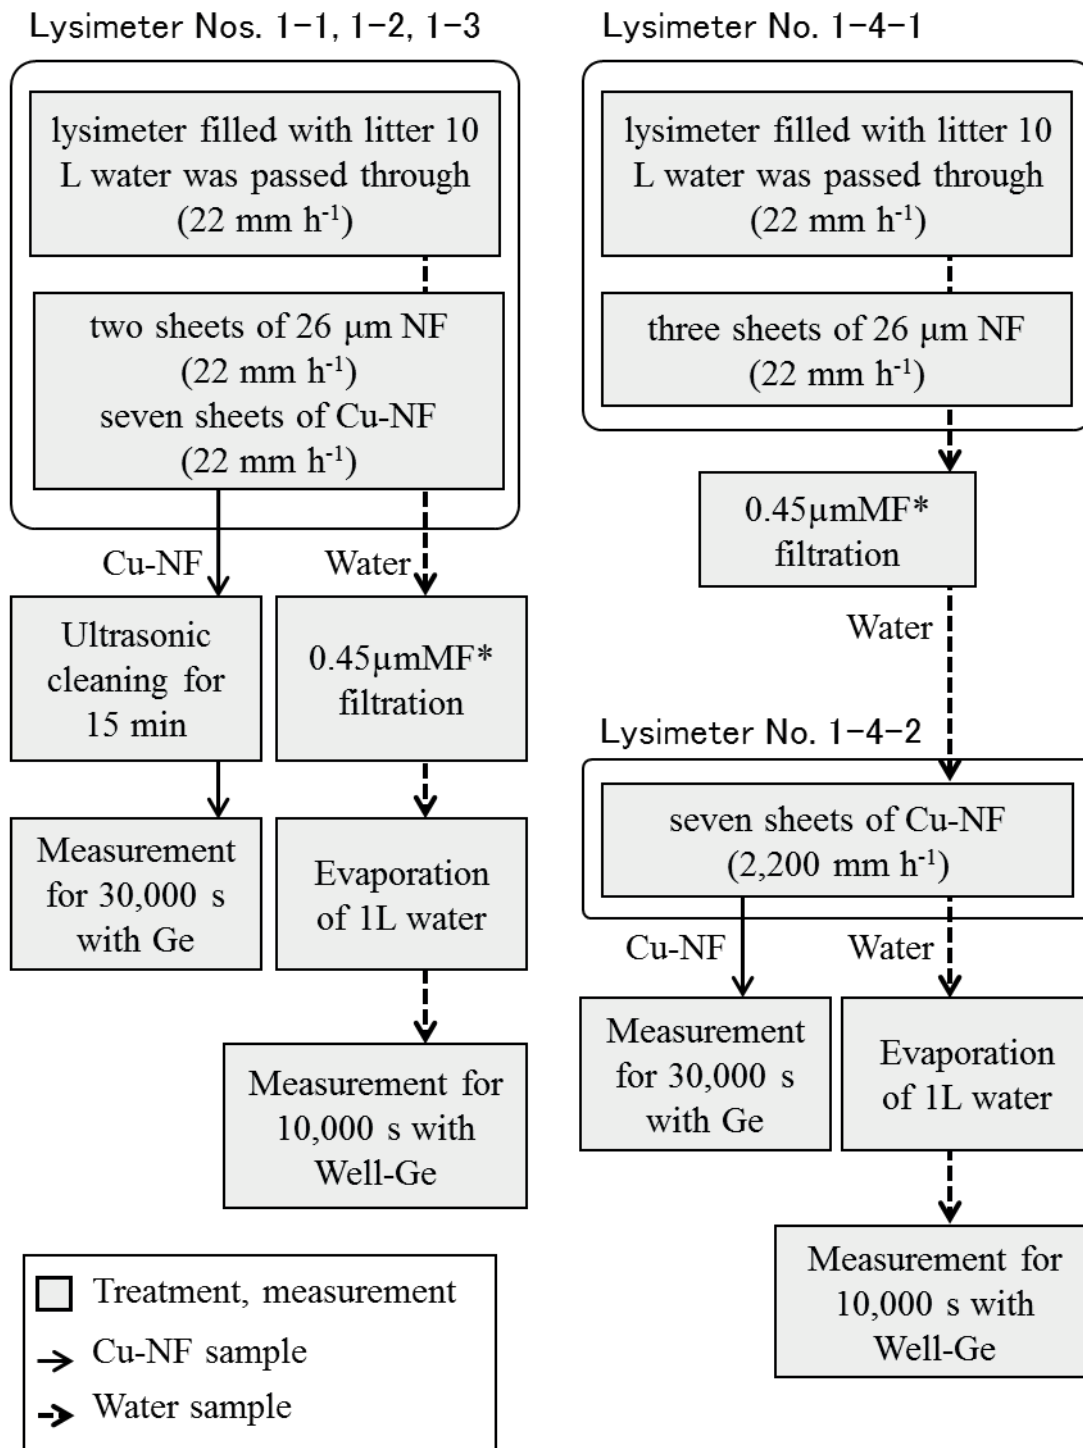 Lysimeter Nos. 1-1, 1-2, 1-3
lysimeter filled with litter 10
L water was passed through
(22 mm h⁻¹)
two sheets of 26 μm NF
(22 mm h⁻¹)
seven sheets of Cu-NF
(22 mm h⁻¹)
Cu-NF
Water
Ultrasonic
cleaning for
15 min
0.45μmMF*
filtration
Measurement
for 30,000 s
with Ge
Evaporation
of 1L water
Measurement for
10,000 s with
Well-Ge
Lysimeter No. 1-4-1
lysimeter filled with litter 10
L water was passed through
(22 mm h⁻¹)
three sheets of 26 μm NF
(22 mm h⁻¹)
0.45μmMF*
filtration
Water
Lysimeter No. 1-4-2
seven sheets of Cu-NF
(2,200 mm h⁻¹)
Cu-NF
Water
Measurement
for 30,000 s
with Ge
Evaporation
of 1L water
Measurement for
10,000 s with
Well-Ge
Treatment, measurement
Cu-NF sample
Water sample